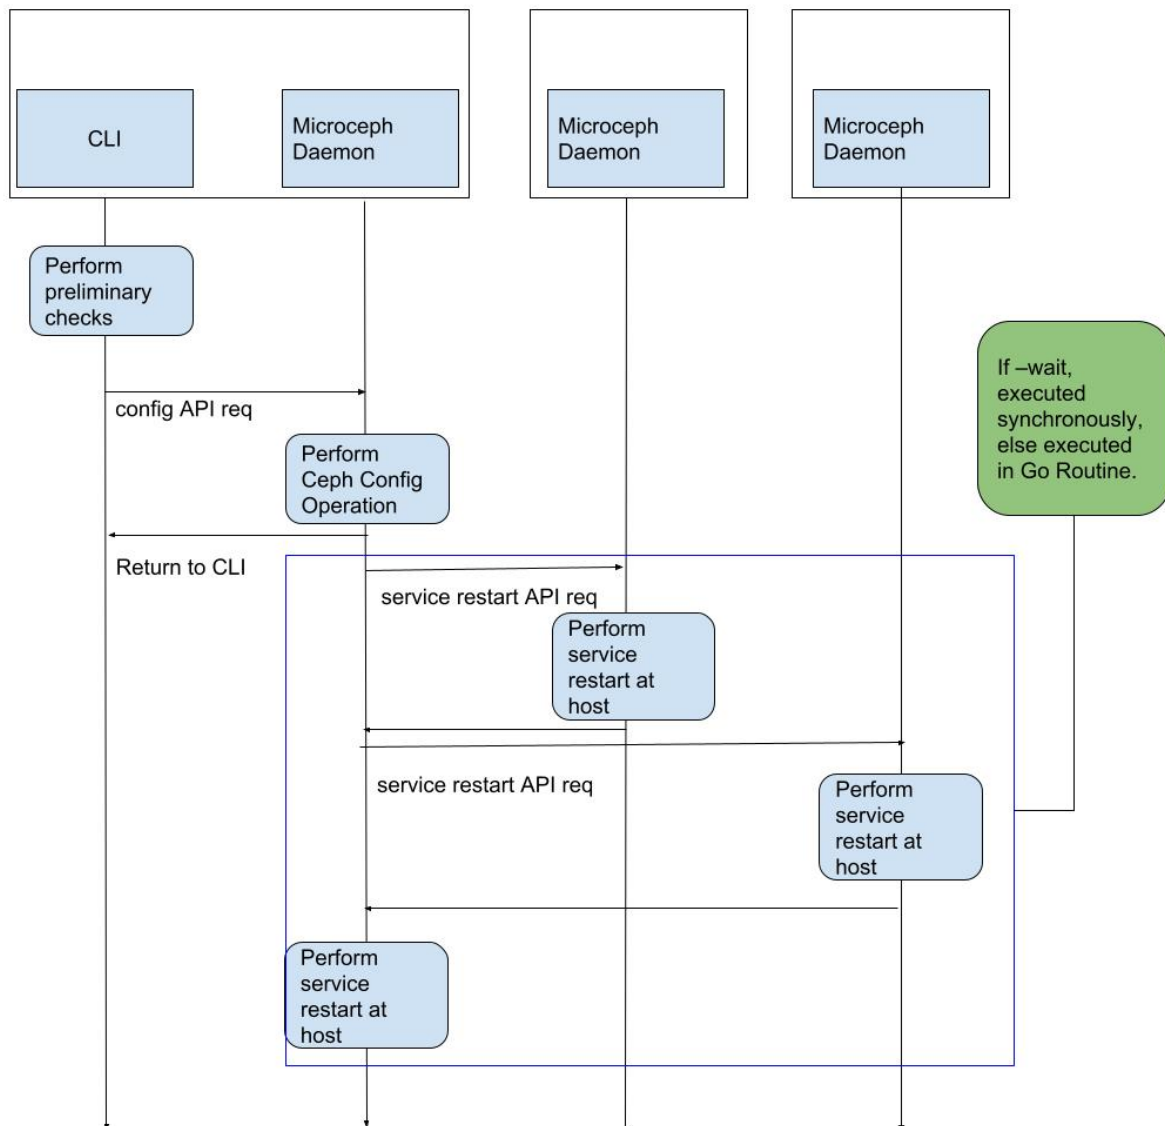 CLI
Microceph
Daemon
Microceph
Daemon
Microceph
Daemon
Perform
preliminary
checks
config API req
Perform
Ceph Config
Operation
If –wait,
executed
synchronously,
else executed
in Go Routine.
Return to CLI
service restart API req
Perform
service
restart at
host
service restart API req
Perform
service
restart at
host
Perform
service
restart at
host